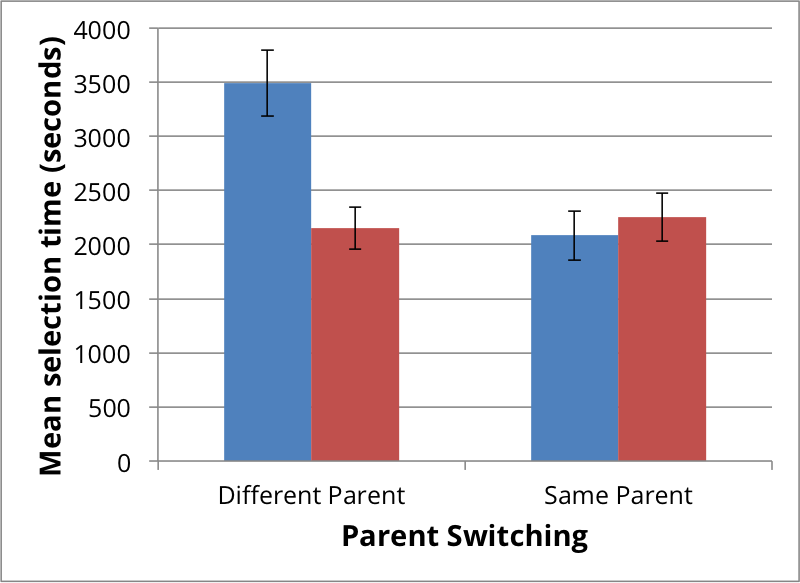 Mean selection time (seconds)
4000
3500
3000
2500
2000
1500
1000
500
0
Different Parent
Same Parent
Parent Switching